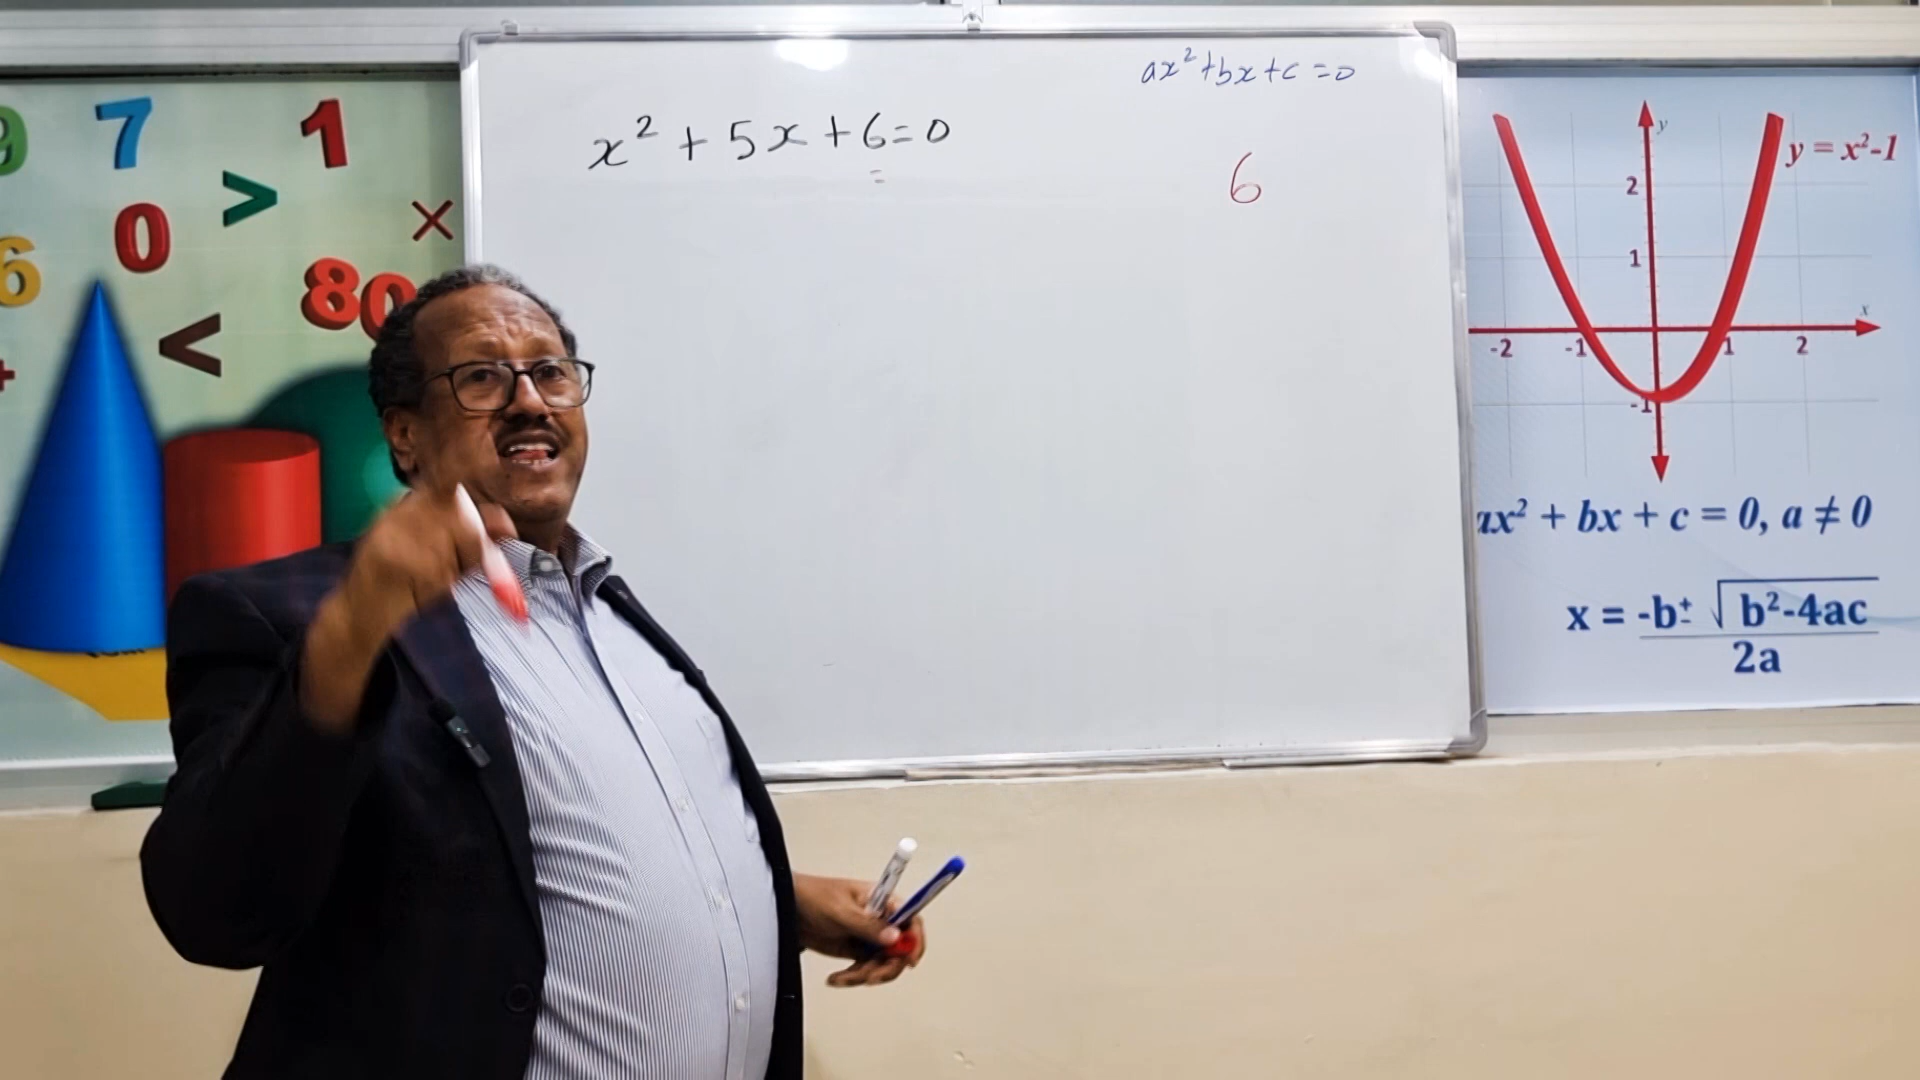 9 7 1
0 > ×
6 < 80
+
ax² + bx + c = 0
x² + 5x + 6 = 0
=
6
y
y = x²-1
2
1
x
-2 -1 1 2
-1
ax² + bx + c = 0, a ≠ 0
x = -b± √b²-4ac
2a